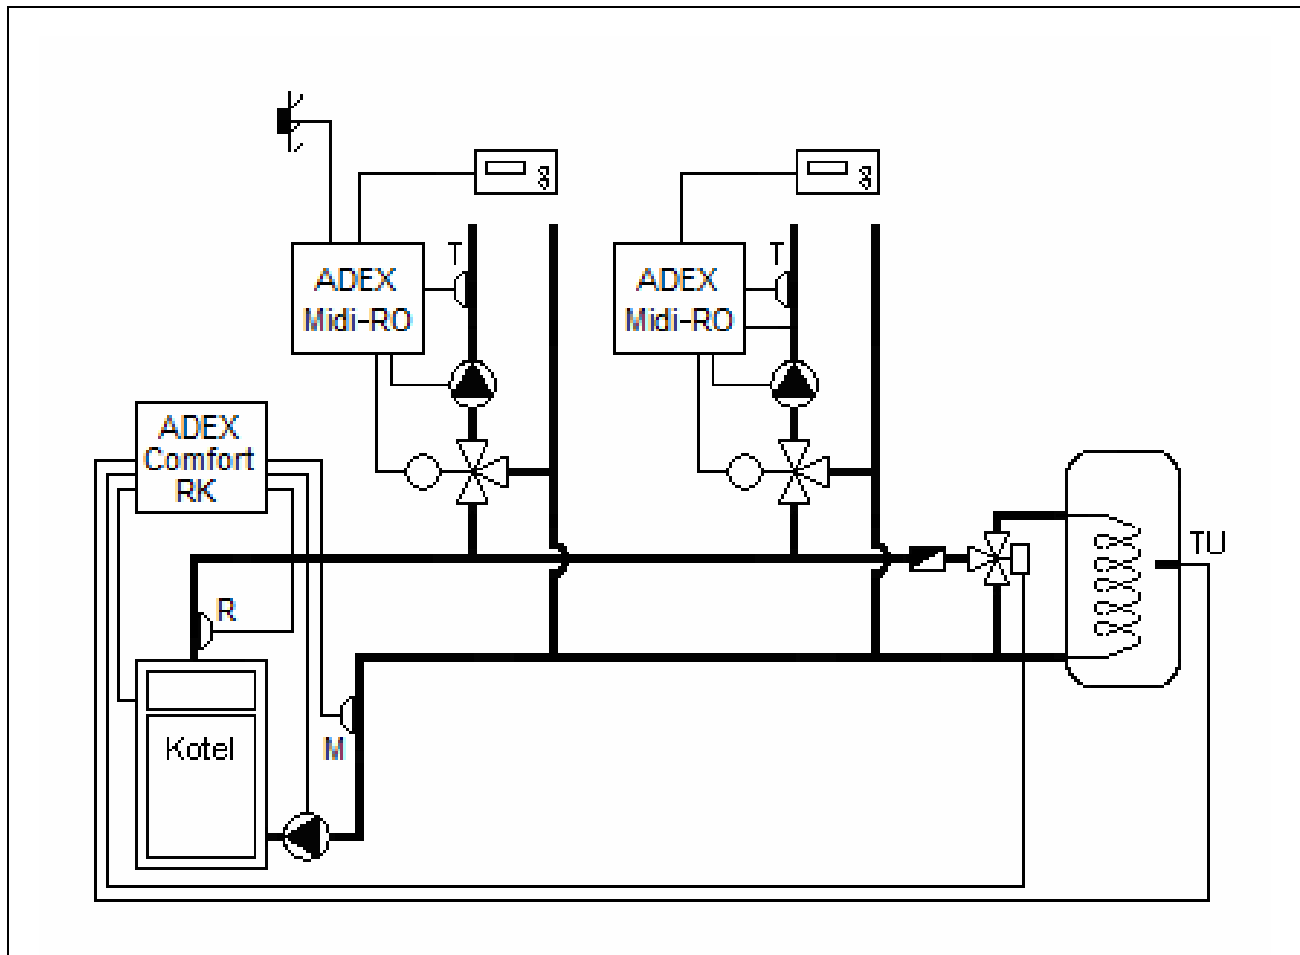 T
T
ADEX
Midi-RO
ADEX
Midi-RO
ADEX
Comfort
RK
TU
R
M
Kotel